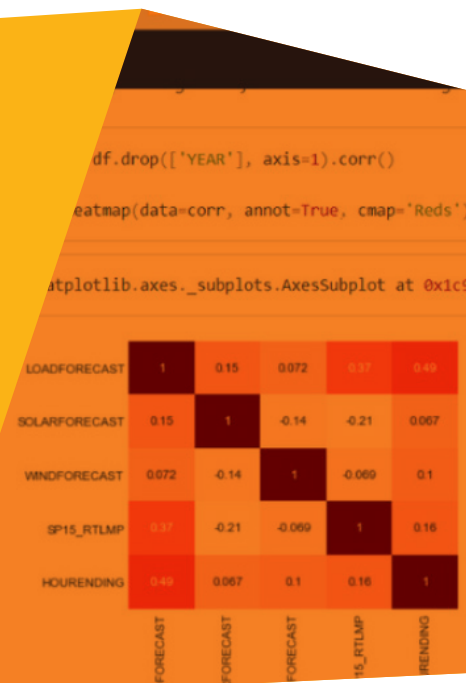 df.drop(['YEAR'], axis=1).corr()
eatmap(data=corr, annot=True, cmap='Reds')
atplotlib.axes._subplots.AxesSubplot at 0x1c9
LOADFORECAST 1 0.15 0.072 0.37 0.49
SOLARFORECAST 0.15 1 -0.14 -0.21 0.067
WINDFORECAST 0.072 -0.14 1 -0.069 0.1
SP15_RTLMP 0.37 -0.21 -0.069 1 0.16
HOURENDING 0.49 0.067 0.1 0.16 1
FORECAST FORECAST FORECAST 15_RTLMP RENDING